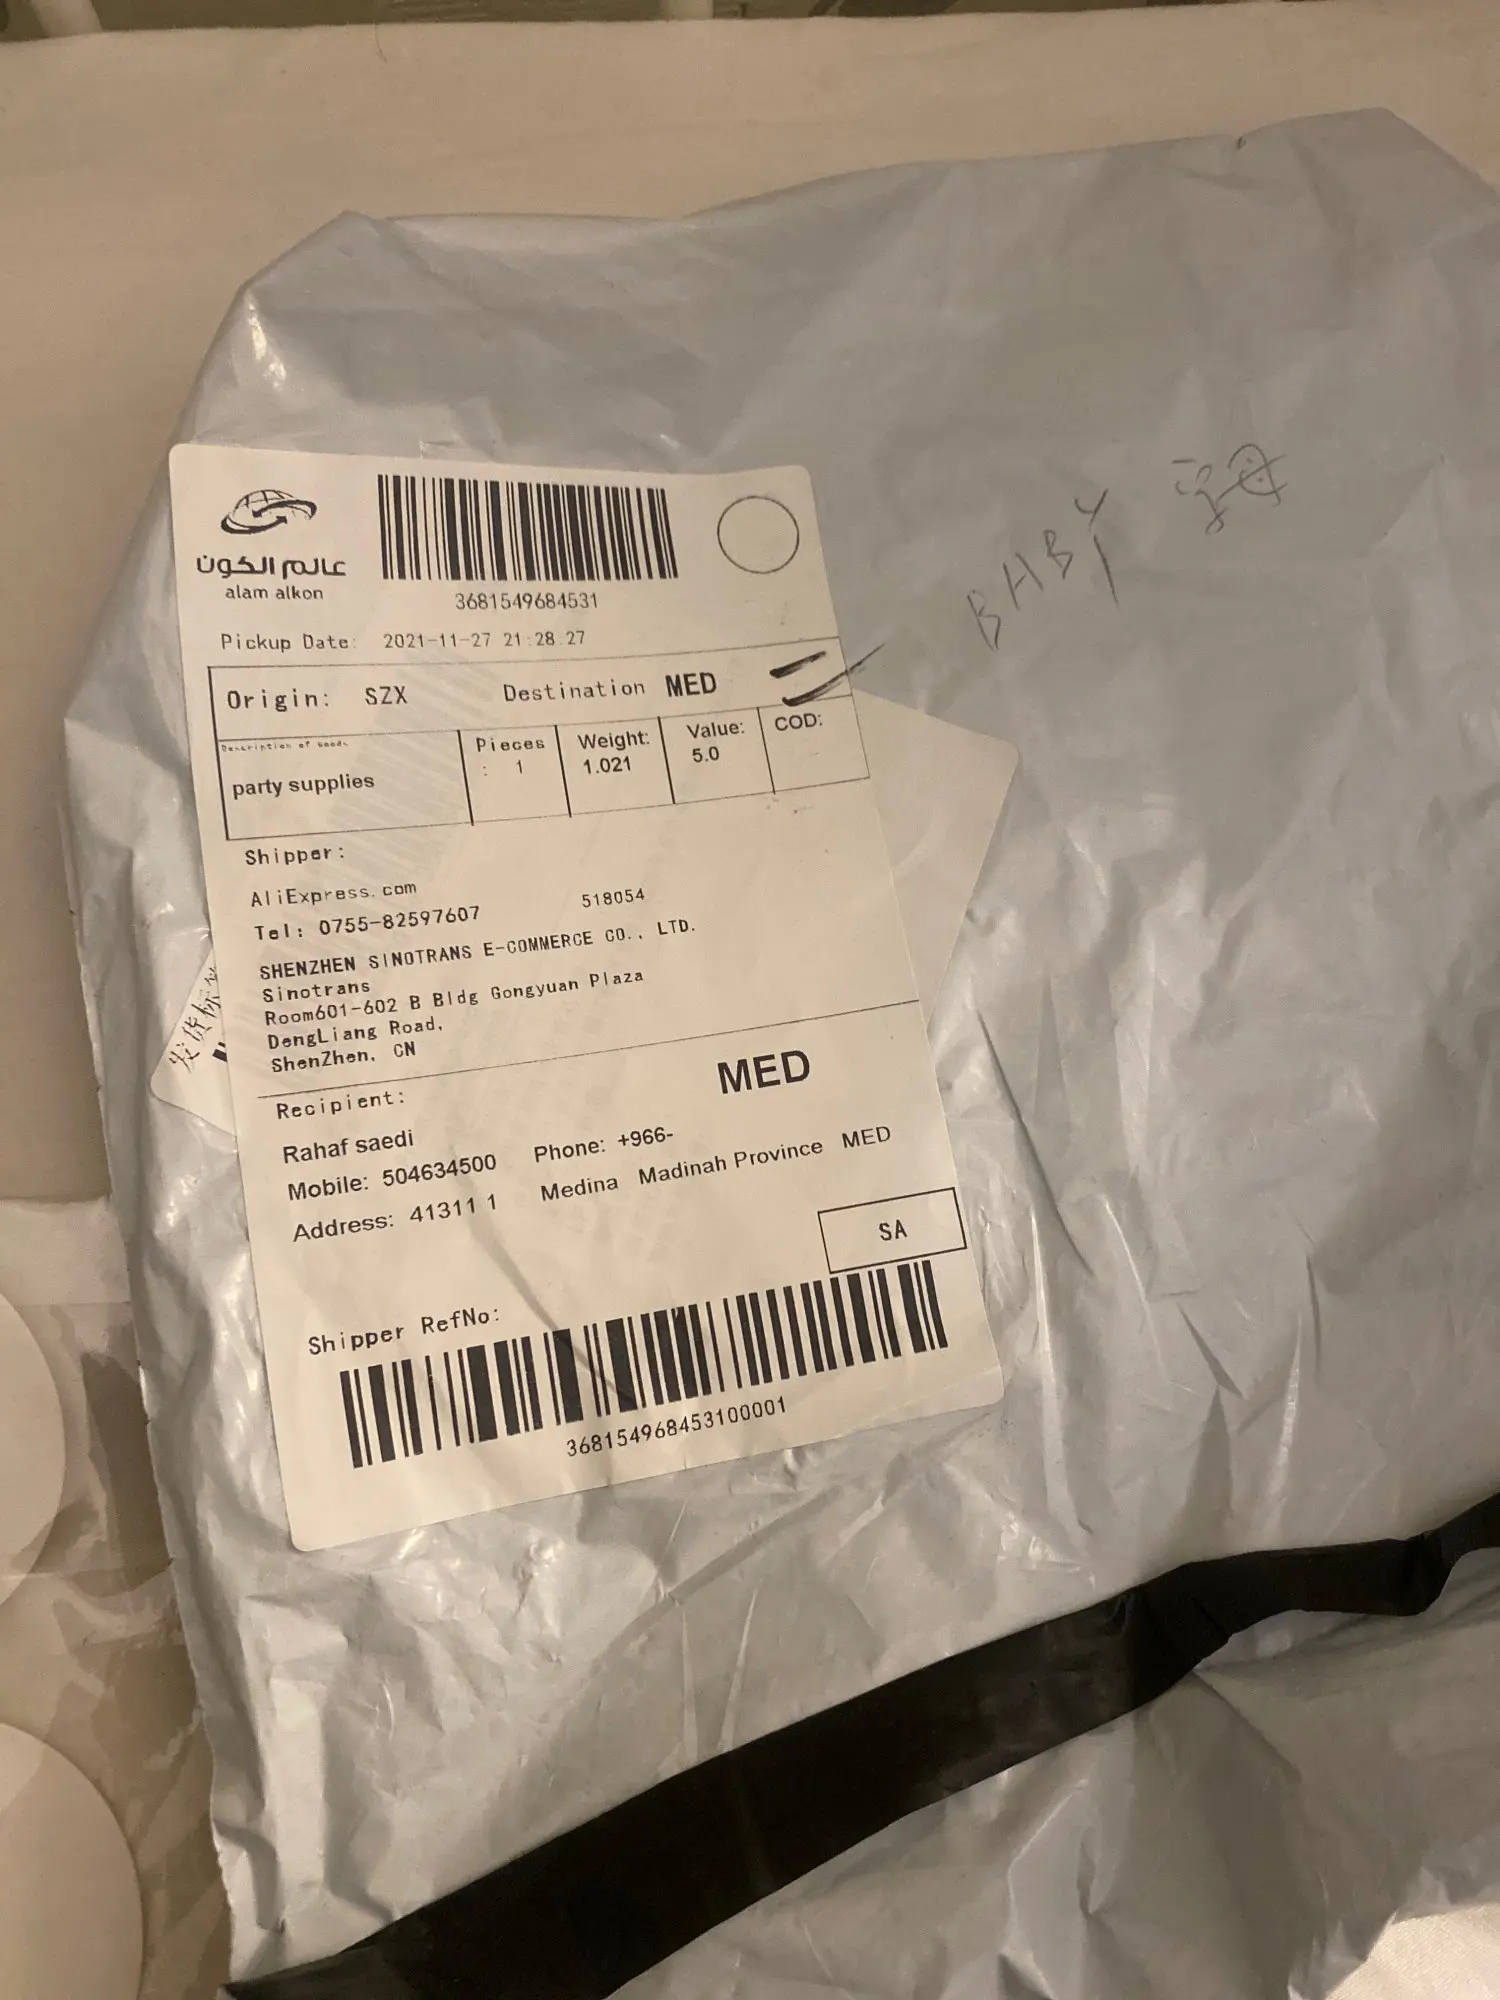 عالم الكون
alam alkon
3681549684531
Pickup Date: 2021-11-27 21:28:27
Origin: SZX Destination MED
Description of Goods
party supplies
Pieces: 1
Weight: 1.021
Value: 5.0
COD:
Shipper:
AliExpress.com
Tel: 0755-82597607 518054
SHENZHEN SINOTRANS E-COMMERCE CO., LTD.
Sinotrans
Room601-602 B Bldg Gongyuan Plaza
DengLiang Road,
ShenZhen, CN
MED
Recipient:
Rahaf saedi
Mobile: 504634500 Phone: +966-
Address: 41311 1 Medina Madinah Province MED
SA
Shipper RefNo:
368154968453100001
BHBY